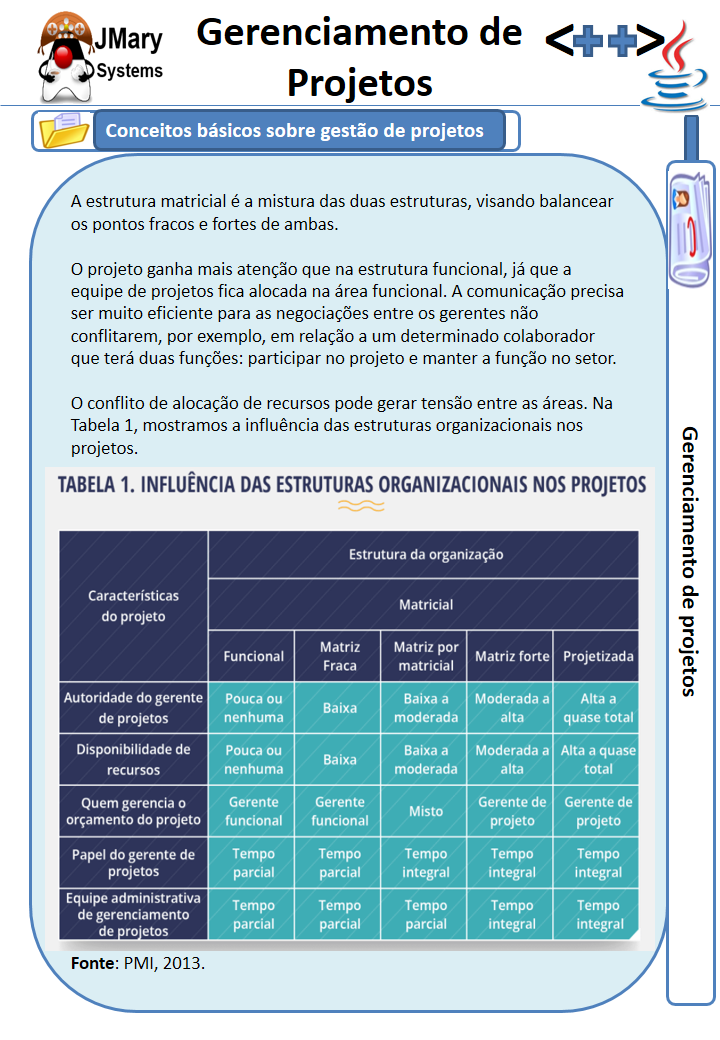 JMary
Systems
Gerenciamento de
Projetos
<++>
Conceitos básicos sobre gestão de projetos
A estrutura matricial é a mistura das duas estruturas, visando balancear
os pontos fracos e fortes de ambas.
O projeto ganha mais atenção que na estrutura funcional, já que a
equipe de projetos fica alocada na área funcional. A comunicação precisa
ser muito eficiente para as negociações entre os gerentes não
conflitarem, por exemplo, em relação a um determinado colaborador
que terá duas funções: participar no projeto e manter a função no setor.
O conflito de alocação de recursos pode gerar tensão entre as áreas. Na
Tabela 1, mostramos a influência das estruturas organizacionais nos
projetos.
TABELA 1. INFLUÊNCIA DAS ESTRUTURAS ORGANIZACIONAIS NOS PROJETOS
Características
do projeto
Estrutura da organização
Matricial
Funcional
Matriz
Fraca
Matriz por
matricial
Matriz forte
Projetizada
Autoridade do gerente
de projetos
Pouca ou
nenhuma
Baixa
Baixa a
moderada
Moderada a
alta
Alta a
quase total
Disponibilidade de
recursos
Pouca ou
nenhuma
Baixa
Baixa a
moderada
Moderada a
alta
Alta a quase
total
Quem gerencia o
orçamento do projeto
Gerente
funcional
Gerente
funcional
Misto
Gerente de
projeto
Gerente de
projeto
Papel do gerente de
projetos
Tempo
parcial
Tempo
parcial
Tempo
integral
Tempo
integral
Tempo
integral
Equipe administrativa
de gerenciamento
de projetos
Tempo
parcial
Tempo
parcial
Tempo
parcial
Tempo
integral
Tempo
integral
Fonte: PMI, 2013.
Gerenciamento de projetos